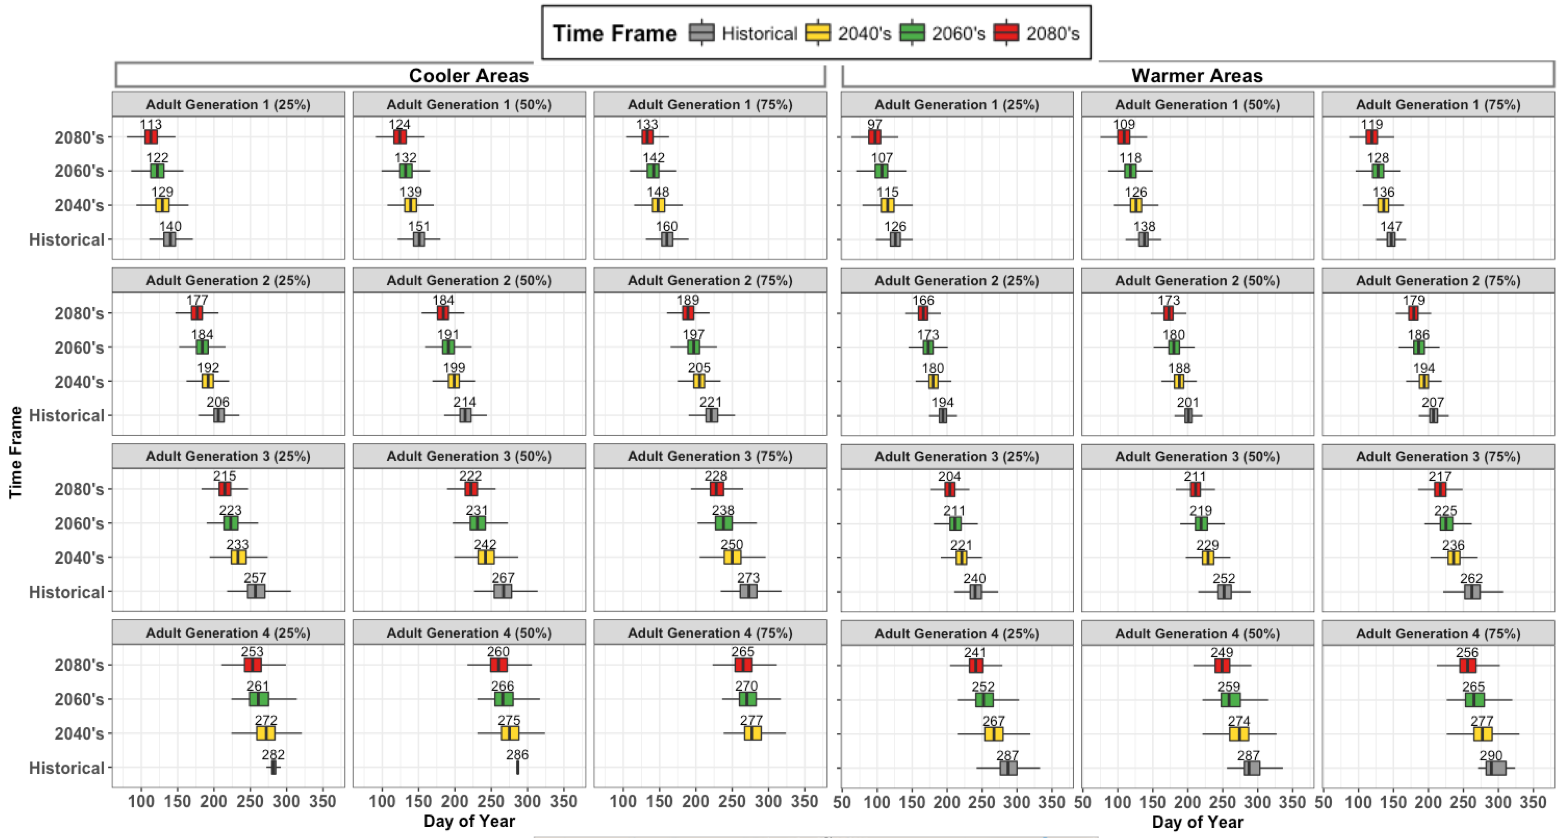 Time Frame Historical 2040's 2060's 2080's
Cooler Areas Warmer Areas
Adult Generation 1 (25%) Adult Generation 1 (50%) Adult Generation 1 (75%) Adult Generation 1 (25%) Adult Generation 1 (50%) Adult Generation 1 (75%)
2080's 113 124 133 97 109 119
2060's 122 132 142 107 118 128
2040's 129 139 148 115 126 136
Historical 140 151 160 126 138 147
Adult Generation 2 (25%) Adult Generation 2 (50%) Adult Generation 2 (75%) Adult Generation 2 (25%) Adult Generation 2 (50%) Adult Generation 2 (75%)
2080's 177 184 189 166 173 179
2060's 184 191 197 173 180 186
2040's 192 199 205 180 188 194
Historical 206 214 221 194 201 207
Time Frame
Adult Generation 3 (25%) Adult Generation 3 (50%) Adult Generation 3 (75%) Adult Generation 3 (25%) Adult Generation 3 (50%) Adult Generation 3 (75%)
2080's 215 222 228 204 211 217
2060's 223 231 238 211 219 225
2040's 233 242 250 221 229 236
Historical 257 267 273 240 252 262
Adult Generation 4 (25%) Adult Generation 4 (50%) Adult Generation 4 (75%) Adult Generation 4 (25%) Adult Generation 4 (50%) Adult Generation 4 (75%)
2080's 253 260 265 241 249 256
2060's 261 266 270 252 259 265
2040's 272 275 277 267 274 277
Historical 282 286 287 287 290
100 150 200 250 300 350 100 150 200 250 300 350 100 150 200 250 300 350 50 100 150 200 250 300 350 50 100 150 200 250 300 350 50 100 150 200 250 300 350
Day of Year Day of Year